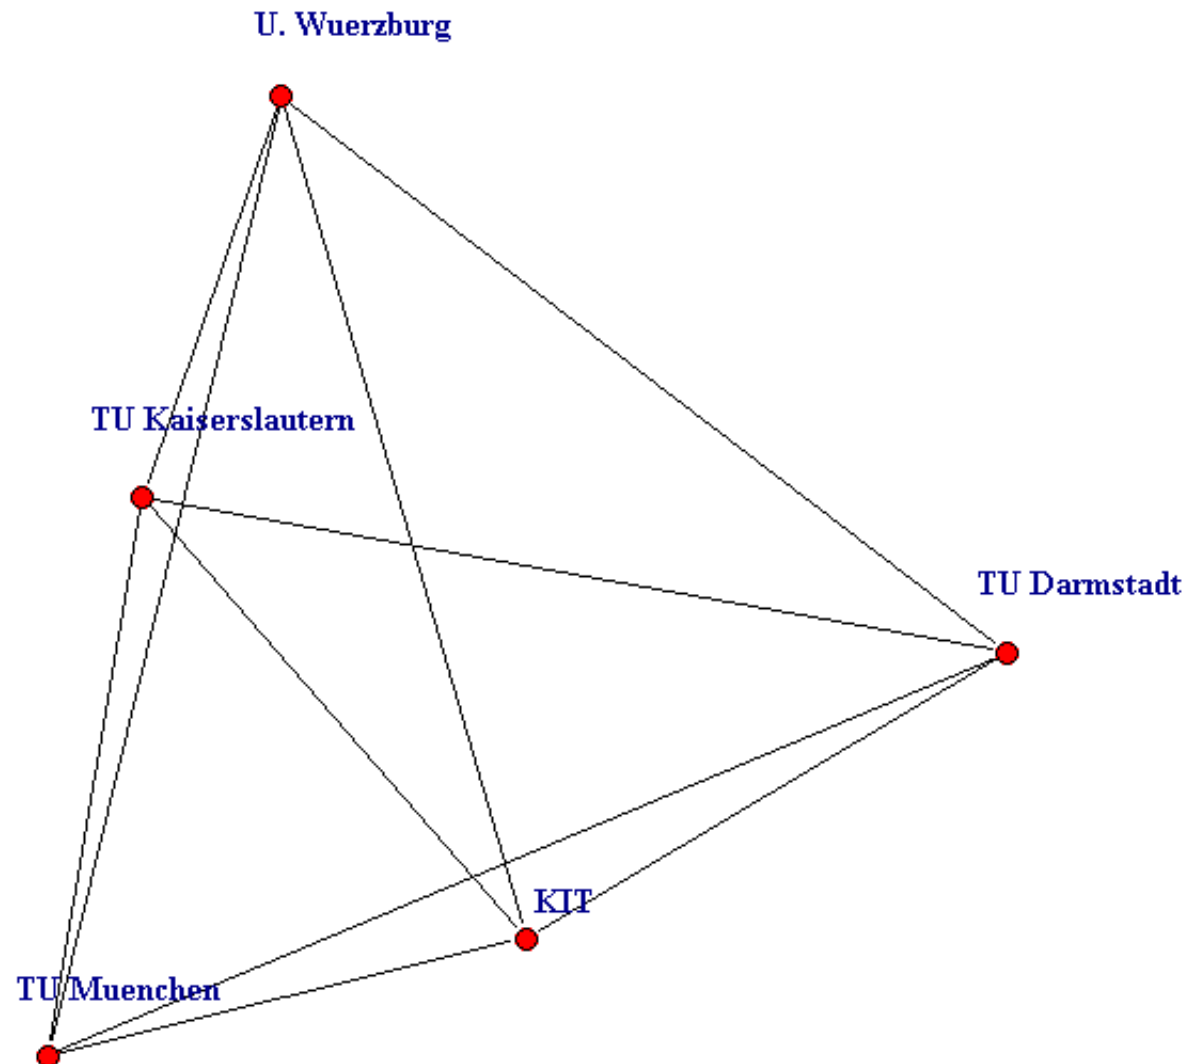 U. Wuerzburg
TU Kaiserslautern
TU Darmstadt
KIT
TU Muenchen